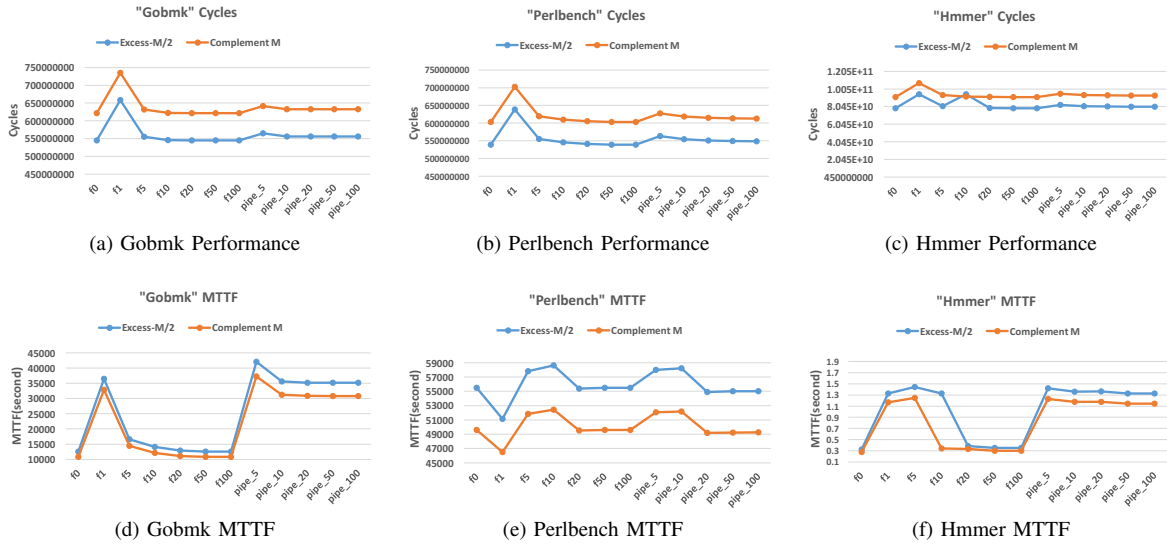 "Gobmk" Cycles
Excess-M/2 Complement M
Cycles
750000000
700000000
650000000
600000000
550000000
500000000
450000000
f0 f1 f5 f10 f20 f50 f100 pipe_5 pipe_10 pipe_20 pipe_50 pipe_100
(a) Gobmk Performance
"Perlbench" Cycles
Excess-M/2 Complement M
Cycles
750000000
700000000
650000000
600000000
550000000
500000000
450000000
f0 f1 f5 f10 f20 f50 f100 pipe_5 pipe_10 pipe_20 pipe_50 pipe_100
(b) Perlbench Performance
"Hmmer" Cycles
Excess-M/2 Complement M
Cycles
1.205E+11
1.005E+11
8.045E+10
6.045E+10
4.045E+10
2.045E+10
450000000
f0 f1 f5 f10 f20 f50 f100 pipe_5 pipe_10 pipe_20 pipe_50 pipe_100
(c) Hmmer Performance
"Gobmk" MTTF
Excess-M/2 Complement M
MTTF(second)
45000
40000
35000
30000
25000
20000
15000
10000
f0 f1 f5 f10 f20 f50 f100 pipe_5 pipe_10 pipe_20 pipe_50 pipe_100
(d) Gobmk MTTF
"Perlbench" MTTF
Excess-M/2 Complement M
MTTF(second)
59000
57000
55000
53000
51000
49000
47000
45000
f0 f1 f5 f10 f20 f50 f100 pipe_5 pipe_10 pipe_20 pipe_50 pipe_100
(e) Perlbench MTTF
"Hmmer" MTTF
Excess-M/2 Complement M
MTTF(second)
1.9
1.7
1.5
1.3
1.1
0.9
0.7
0.5
0.3
0.1
f0 f1 f5 f10 f20 f50 f100 pipe_5 pipe_10 pipe_20 pipe_50 pipe_100
(f) Hmmer MTTF